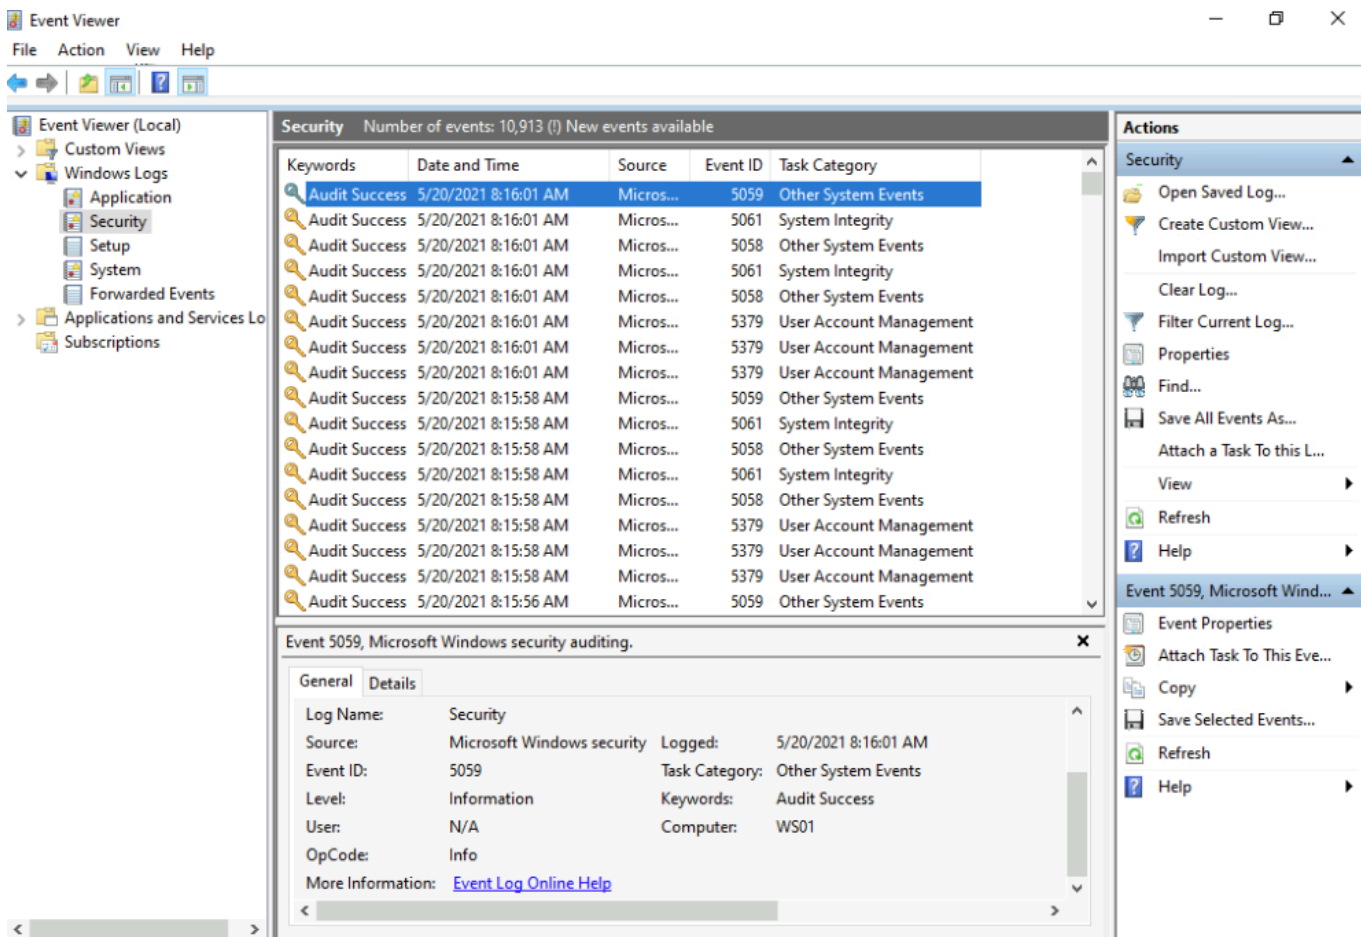 Event Viewer
File Action View Help
Event Viewer (Local)
Custom Views
Windows Logs
Application
Security
Setup
System
Forwarded Events
Applications and Services Lo
Subscriptions
Security Number of events: 10,913 (!) New events available
Keywords Date and Time Source Event ID Task Category
Audit Success 5/20/2021 8:16:01 AM Micros... 5059 Other System Events
Audit Success 5/20/2021 8:16:01 AM Micros... 5061 System Integrity
Audit Success 5/20/2021 8:16:01 AM Micros... 5058 Other System Events
Audit Success 5/20/2021 8:16:01 AM Micros... 5061 System Integrity
Audit Success 5/20/2021 8:16:01 AM Micros... 5058 Other System Events
Audit Success 5/20/2021 8:16:01 AM Micros... 5379 User Account Management
Audit Success 5/20/2021 8:16:01 AM Micros... 5379 User Account Management
Audit Success 5/20/2021 8:16:01 AM Micros... 5379 User Account Management
Audit Success 5/20/2021 8:15:58 AM Micros... 5059 Other System Events
Audit Success 5/20/2021 8:15:58 AM Micros... 5061 System Integrity
Audit Success 5/20/2021 8:15:58 AM Micros... 5058 Other System Events
Audit Success 5/20/2021 8:15:58 AM Micros... 5061 System Integrity
Audit Success 5/20/2021 8:15:58 AM Micros... 5058 Other System Events
Audit Success 5/20/2021 8:15:58 AM Micros... 5379 User Account Management
Audit Success 5/20/2021 8:15:58 AM Micros... 5379 User Account Management
Audit Success 5/20/2021 8:15:58 AM Micros... 5379 User Account Management
Audit Success 5/20/2021 8:15:56 AM Micros... 5059 Other System Events
Event 5059, Microsoft Windows security auditing.
General Details
Log Name: Security
Source: Microsoft Windows security Logged: 5/20/2021 8:16:01 AM
Event ID: 5059 Task Category: Other System Events
Level: Information Keywords: Audit Success
User: N/A Computer: WS01
OpCode: Info
More Information: Event Log Online Help
Actions
Security
Open Saved Log...
Create Custom View...
Import Custom View...
Clear Log...
Filter Current Log...
Properties
Find...
Save All Events As...
Attach a Task To this L...
View
Refresh
Help
Event 5059, Microsoft Wind...
Event Properties
Attach Task To This Eve...
Copy
Save Selected Events...
Refresh
Help